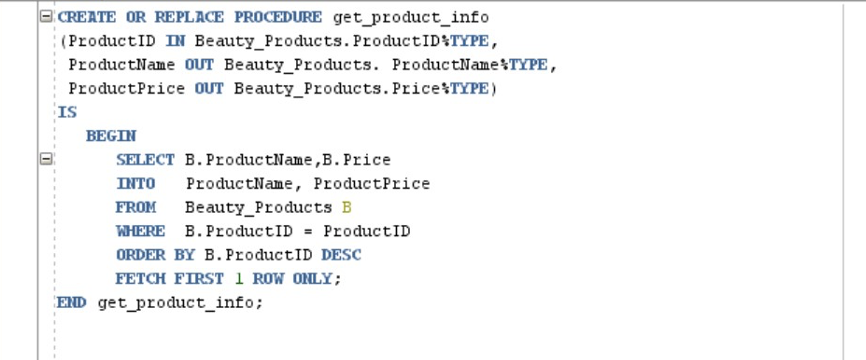 CREATE OR REPLACE PROCEDURE get_product_info
(ProductID IN Beauty_Products.ProductID%TYPE,
ProductName OUT Beauty_Products. ProductName%TYPE,
ProductPrice OUT Beauty_Products.Price%TYPE)
IS
BEGIN
SELECT B.ProductName,B.Price
INTO ProductName, ProductPrice
FROM Beauty_Products B
WHERE B.ProductID = ProductID
ORDER BY B.ProductID DESC
FETCH FIRST 1 ROW ONLY;
END get_product_info;